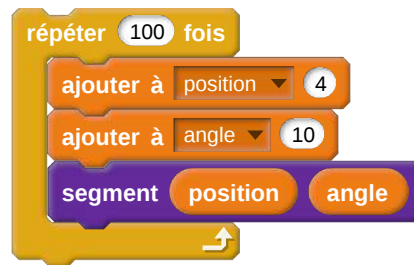 répéter 100 fois
ajouter à position 4
ajouter à angle 10
segment position angle